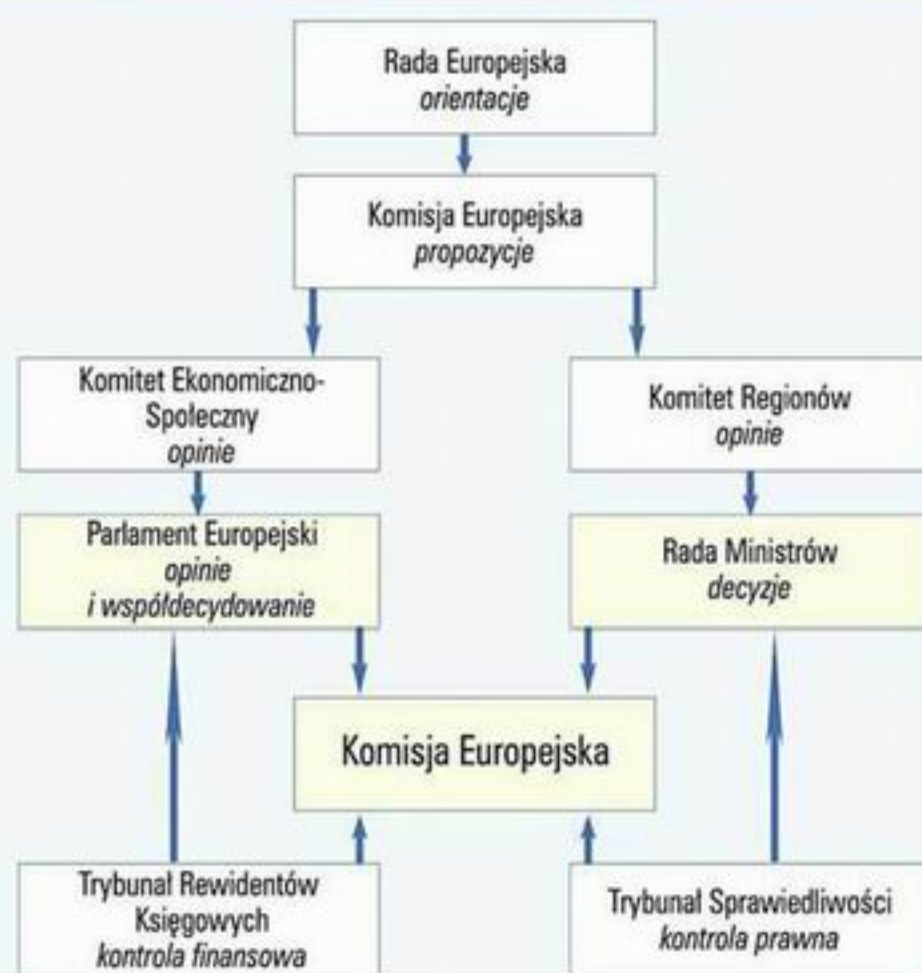 Rada Europejska
orientacje
Komisja Europejska
propozycje
Komitet Ekonomiczno-
Społeczny
opinie
Komitet Regionów
opinie
Parlament Europejski
opinie
i współdecydowanie
Rada Ministrów
decyzje
Komisja Europejska
Trybunał Rewidentów
Księgowych
kontrola finansowa
Trybunał Sprawiedliwości
kontrola prawna